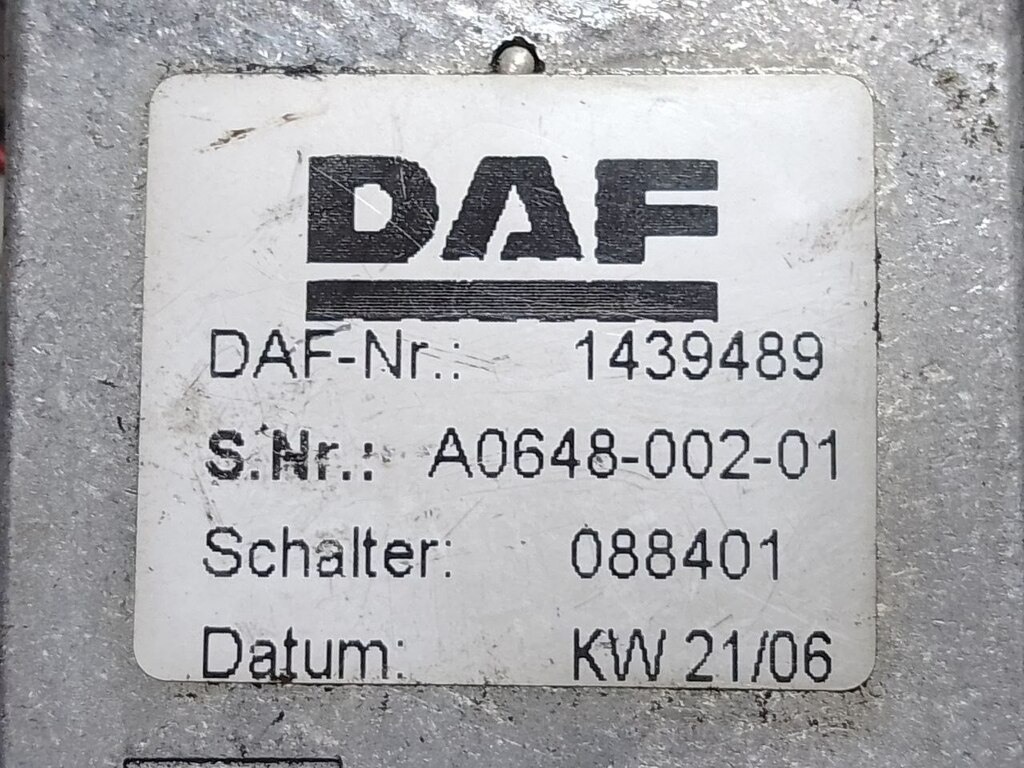 DAF
DAF-Nr.: 1439489
S.Nr.: A0648-002-01
Schalter: 088401
Datum: KW 21/06